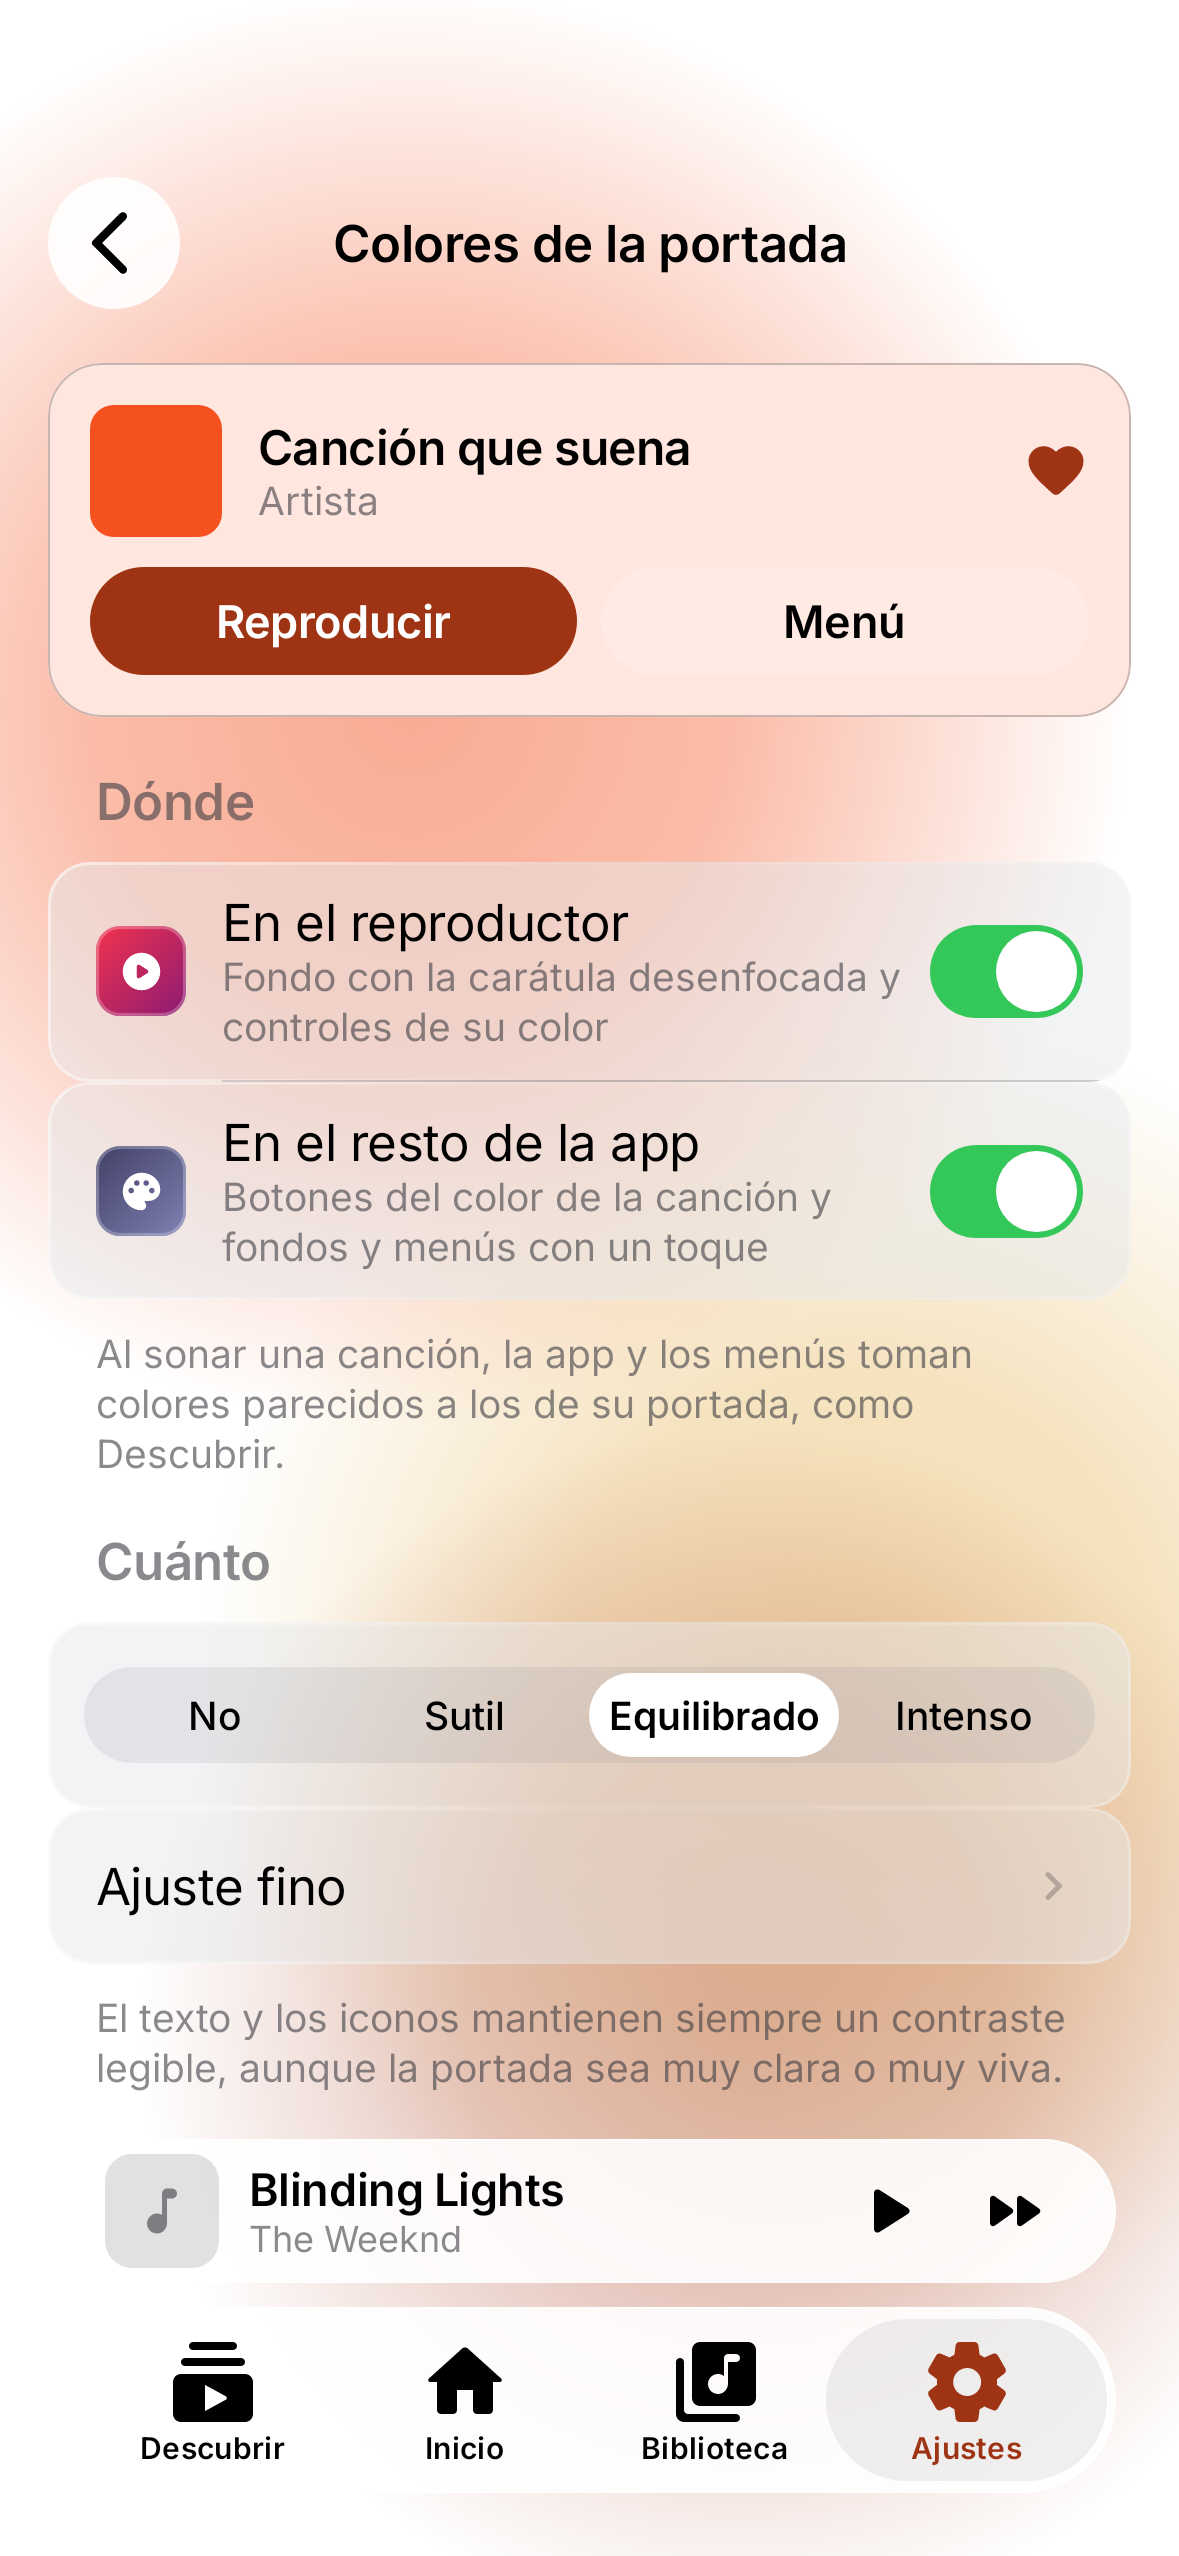 Colores de la portada
Canción que suena
Artista
Reproducir
Menú
Dónde
En el reproductor
Fondo con la carátula desenfocada y
controles de su color
En el resto de la app
Botones del color de la canción y
fondos y menús con un toque
Al sonar una canción, la app y los menús toman
colores parecidos a los de su portada, como
Descubrir.
Cuánto
No
Sutil
Equilibrado
Intenso
Ajuste fino
El texto y los iconos mantienen siempre un contraste
legible, aunque la portada sea muy clara o muy viva.
Blinding Lights
The Weeknd
Descubrir
Inicio
Biblioteca
Ajustes